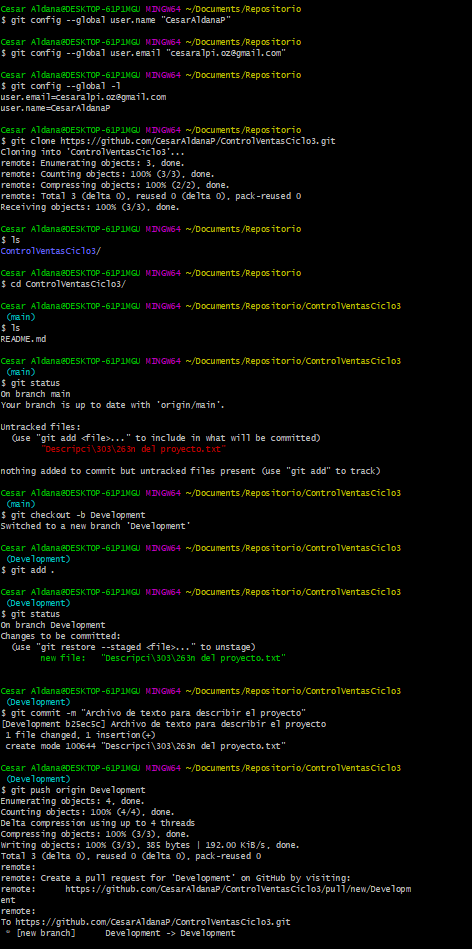 Cesar Aldana@DESKTOP-61P1MGU MINGW64 ~/Documents/Repositorio
$ git config --global user.name "CesarAldanaP"
Cesar Aldana@DESKTOP-61P1MGU MINGW64 ~/Documents/Repositorio
$ git config --global user.email "cesaralpi.oz@gmail.com"
Cesar Aldana@DESKTOP-61P1MGU MINGW64 ~/Documents/Repositorio
$ git config --global -l
user.email=cesaralpi.oz@gmail.com
user.name=CesarAldanaP
Cesar Aldana@DESKTOP-61P1MGU MINGW64 ~/Documents/Repositorio
$ git clone https://github.com/CesarAldanaP/ControlVentasCiclo3.git
Cloning into 'ControlVentasCiclo3'...
remote: Enumerating objects: 3, done.
remote: Counting objects: 100% (3/3), done.
remote: Compressing objects: 100% (2/2), done.
remote: Total 3 (delta 0), reused 0 (delta 0), pack-reused 0
Receiving objects: 100% (3/3), done.
Cesar Aldana@DESKTOP-61P1MGU MINGW64 ~/Documents/Repositorio
$ ls
ControlVentasCiclo3/
Cesar Aldana@DESKTOP-61P1MGU MINGW64 ~/Documents/Repositorio
$ cd ControlVentasCiclo3/
Cesar Aldana@DESKTOP-61P1MGU MINGW64 ~/Documents/Repositorio/ControlVentasCiclo3
(main)
$ ls
README.md
Cesar Aldana@DESKTOP-61P1MGU MINGW64 ~/Documents/Repositorio/ControlVentasCiclo3
(main)
$ git status
On branch main
Your branch is up to date with 'origin/main'.
Untracked files:
(use "git add <file>..." to include in what will be committed)
"Descripci\303\263n del proyecto.txt"
nothing added to commit but untracked files present (use "git add" to track)
Cesar Aldana@DESKTOP-61P1MGU MINGW64 ~/Documents/Repositorio/ControlVentasCiclo3
(main)
$ git checkout -b Development
Switched to a new branch 'Development'
Cesar Aldana@DESKTOP-61P1MGU MINGW64 ~/Documents/Repositorio/ControlVentasCiclo3
(Development)
$ git add .
Cesar Aldana@DESKTOP-61P1MGU MINGW64 ~/Documents/Repositorio/ControlVentasCiclo3
(Development)
$ git status
On branch Development
Changes to be committed:
(use "git restore --staged <file>..." to unstage)
new file:   "Descripci\303\263n del proyecto.txt"
Cesar Aldana@DESKTOP-61P1MGU MINGW64 ~/Documents/Repositorio/ControlVentasCiclo3
(Development)
$ git commit -m "Archivo de texto para describir el proyecto"
[Development b25ec5c] Archivo de texto para describir el proyecto
1 file changed, 1 insertion(+)
create mode 100644 "Descripci\303\263n del proyecto.txt"
Cesar Aldana@DESKTOP-61P1MGU MINGW64 ~/Documents/Repositorio/ControlVentasCiclo3
(Development)
$ git push origin Development
Enumerating objects: 4, done.
Counting objects: 100% (4/4), done.
Delta compression using up to 4 threads
Compressing objects: 100% (3/3), done.
Writing objects: 100% (3/3), 385 bytes | 192.00 KiB/s, done.
Total 3 (delta 0), reused 0 (delta 0), pack-reused 0
remote:
remote: Create a pull request for 'Development' on GitHub by visiting:
remote:      https://github.com/CesarAldanaP/ControlVentasCiclo3/pull/new/Developm
ent
remote:
To https://github.com/CesarAldanaP/ControlVentasCiclo3.git
* [new branch]      Development -> Development